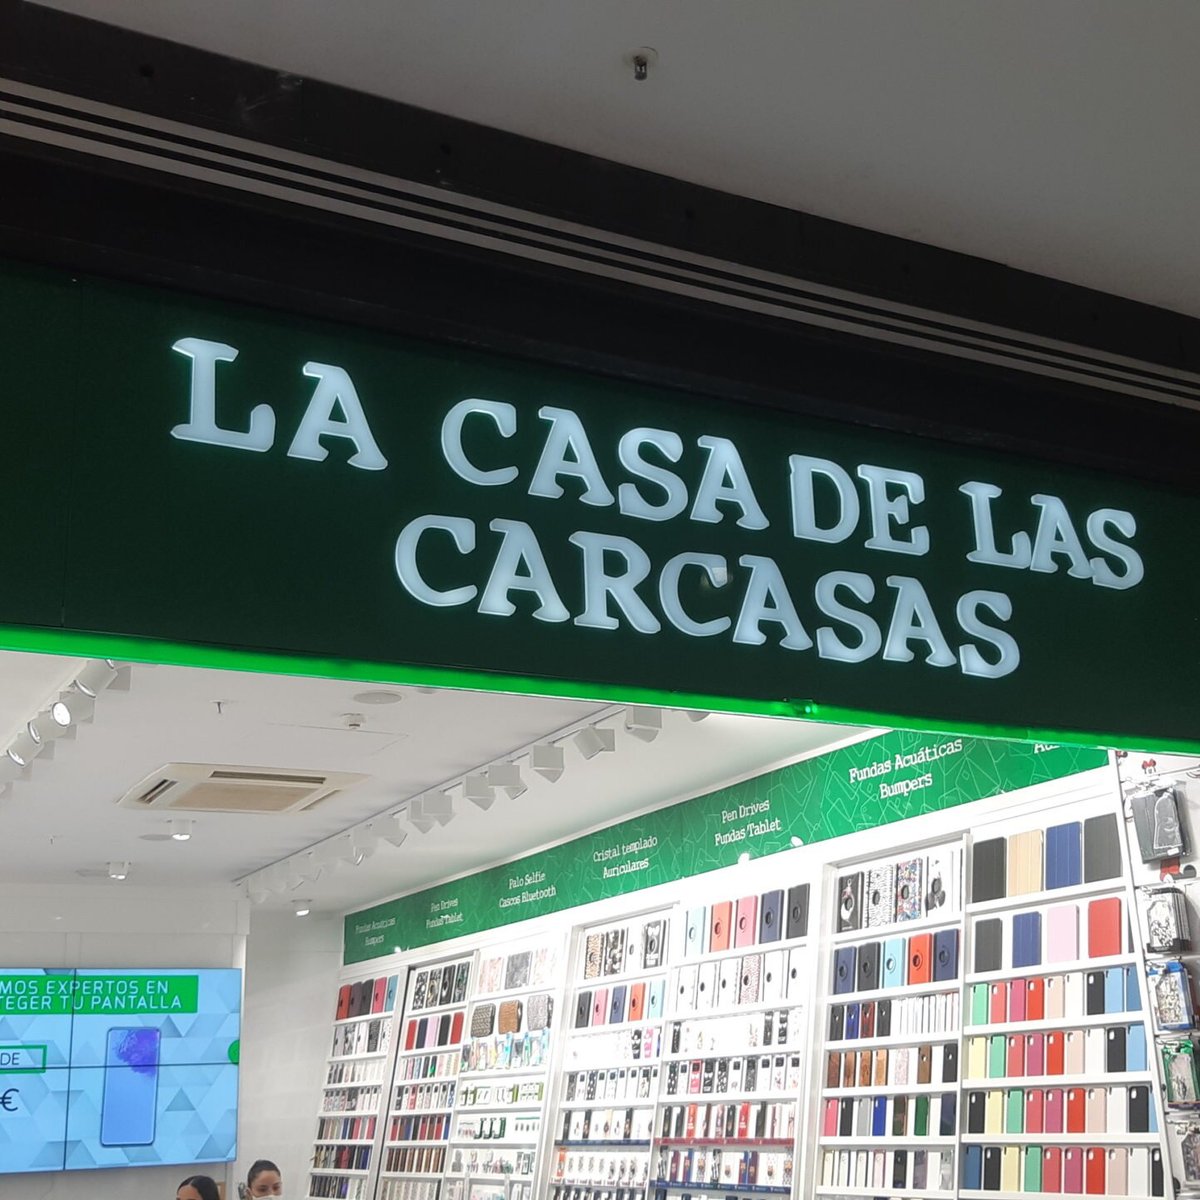 LA CASA DE LAS
CARCASAS
Fundas Acuáticas
Bumpers
Pen Drives
Fundas Tablet
Cristal templado
Auriculares
Palo Selfie
Cascos Bluetooth
Pen Drives
Fundas Tablet
Fundas Acuáticas
Bumpers
MOS EXPERTOS EN
TEGER TU PANTALLA
DE
€